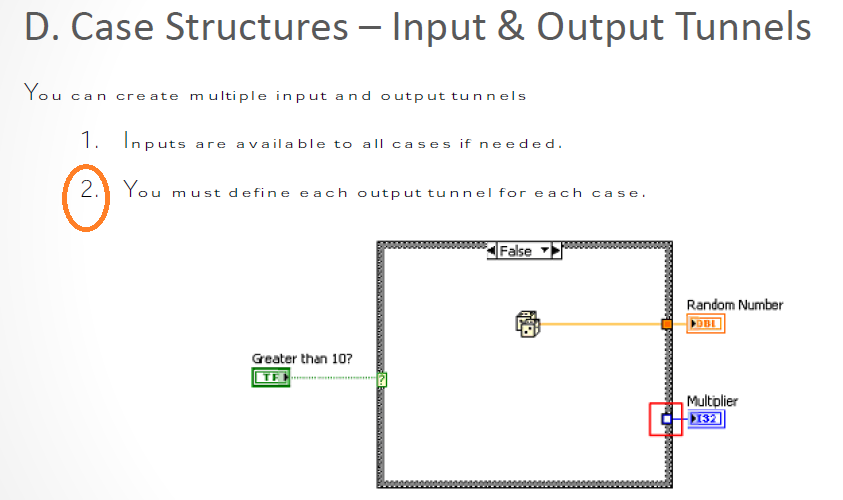 D. Case Structures – Input & Output Tunnels
You can create multiple input and output tunnels
1. Inputs are available to all cases if needed.
2. You must define each output tunnel for each case.
False
Random Number
DBL
Greater than 10?
TF
?
Multiplier
I32